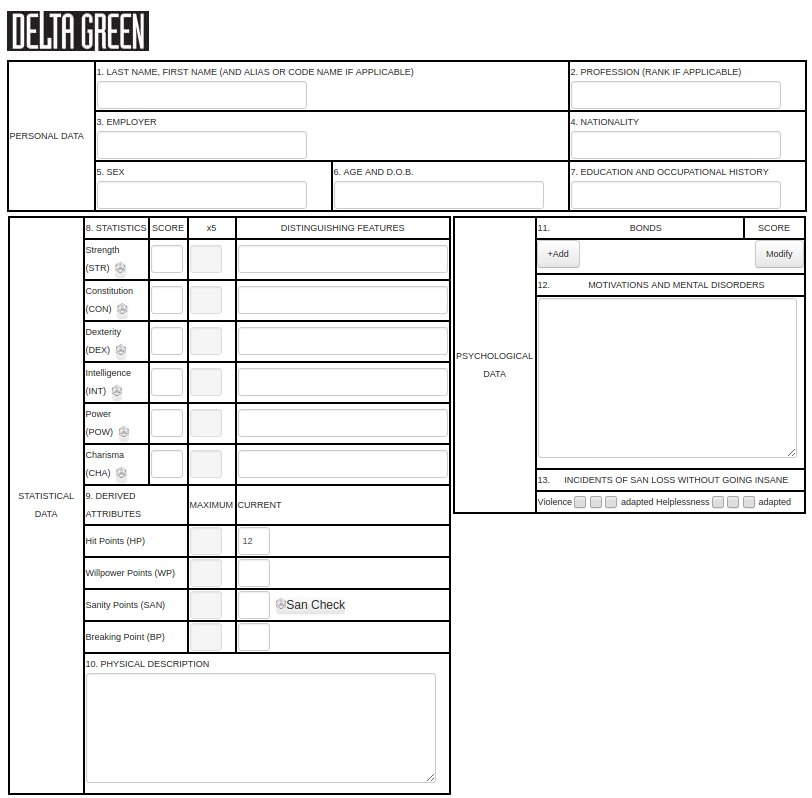 DELTA GREEN
PERSONAL DATA
1. LAST NAME, FIRST NAME (AND ALIAS OR CODE NAME IF APPLICABLE)
2. PROFESSION (RANK IF APPLICABLE)
3. EMPLOYER
4. NATIONALITY
5. SEX
6. AGE AND D.O.B.
7. EDUCATION AND OCCUPATIONAL HISTORY
STATISTICAL
DATA
8. STATISTICS SCORE x5 DISTINGUISHING FEATURES
Strength
(STR)
Constitution
(CON)
Dexterity
(DEX)
Intelligence
(INT)
Power
(POW)
Charisma
(CHA)
9. DERIVED
ATTRIBUTES
MAXIMUM CURRENT
Hit Points (HP) 12
Willpower Points (WP)
Sanity Points (SAN) San Check
Breaking Point (BP)
10. PHYSICAL DESCRIPTION
PSYCHOLOGICAL
DATA
11. BONDS SCORE
+Add Modify
12. MOTIVATIONS AND MENTAL DISORDERS
13. INCIDENTS OF SAN LOSS WITHOUT GOING INSANE
Violence adapted Helplessness adapted